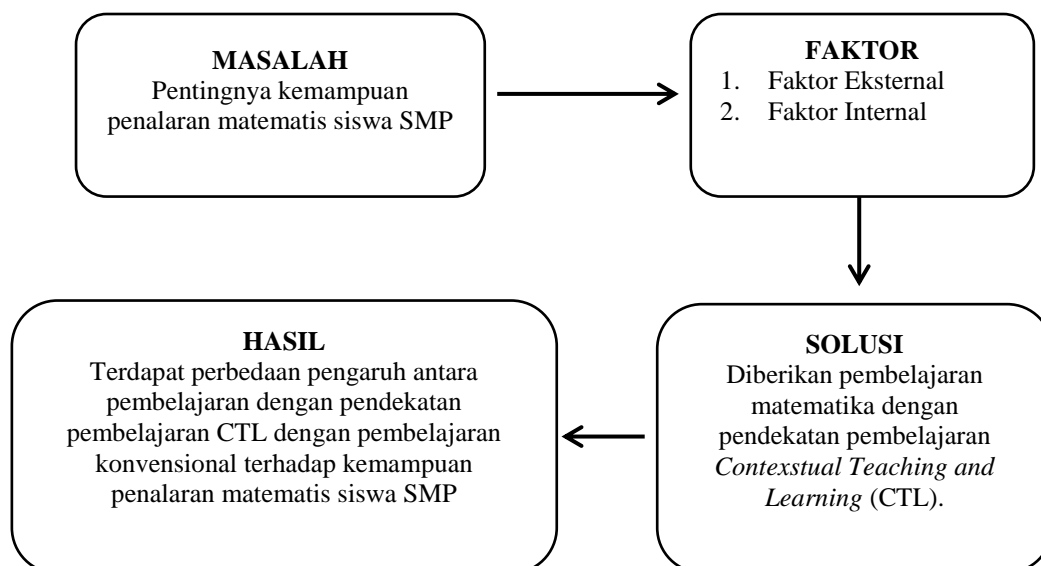 MASALAH
Pentingnya kemampuan
penalaran matematis siswa SMP
FAKTOR
1. Faktor Eksternal
2. Faktor Internal
SOLUSI
Diberikan pembelajaran
matematika dengan
pendekatan pembelajaran
Contexstual Teaching and
Learning (CTL).
HASIL
Terdapat perbedaan pengaruh antara
pembelajaran dengan pendekatan
pembelajaran CTL dengan pembelajaran
konvensional terhadap kemampuan
penalaran matematis siswa SMP